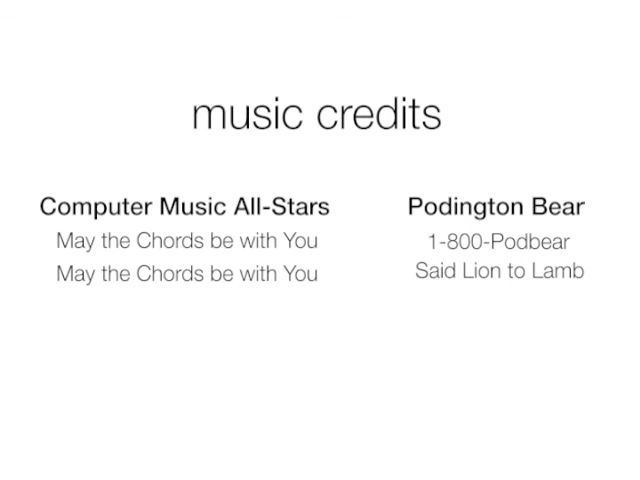 music credits
Computer Music All-Stars
May the Chords be with You
May the Chords be with You
Podington Bear
1-800-Podbear
Said Lion to Lamb